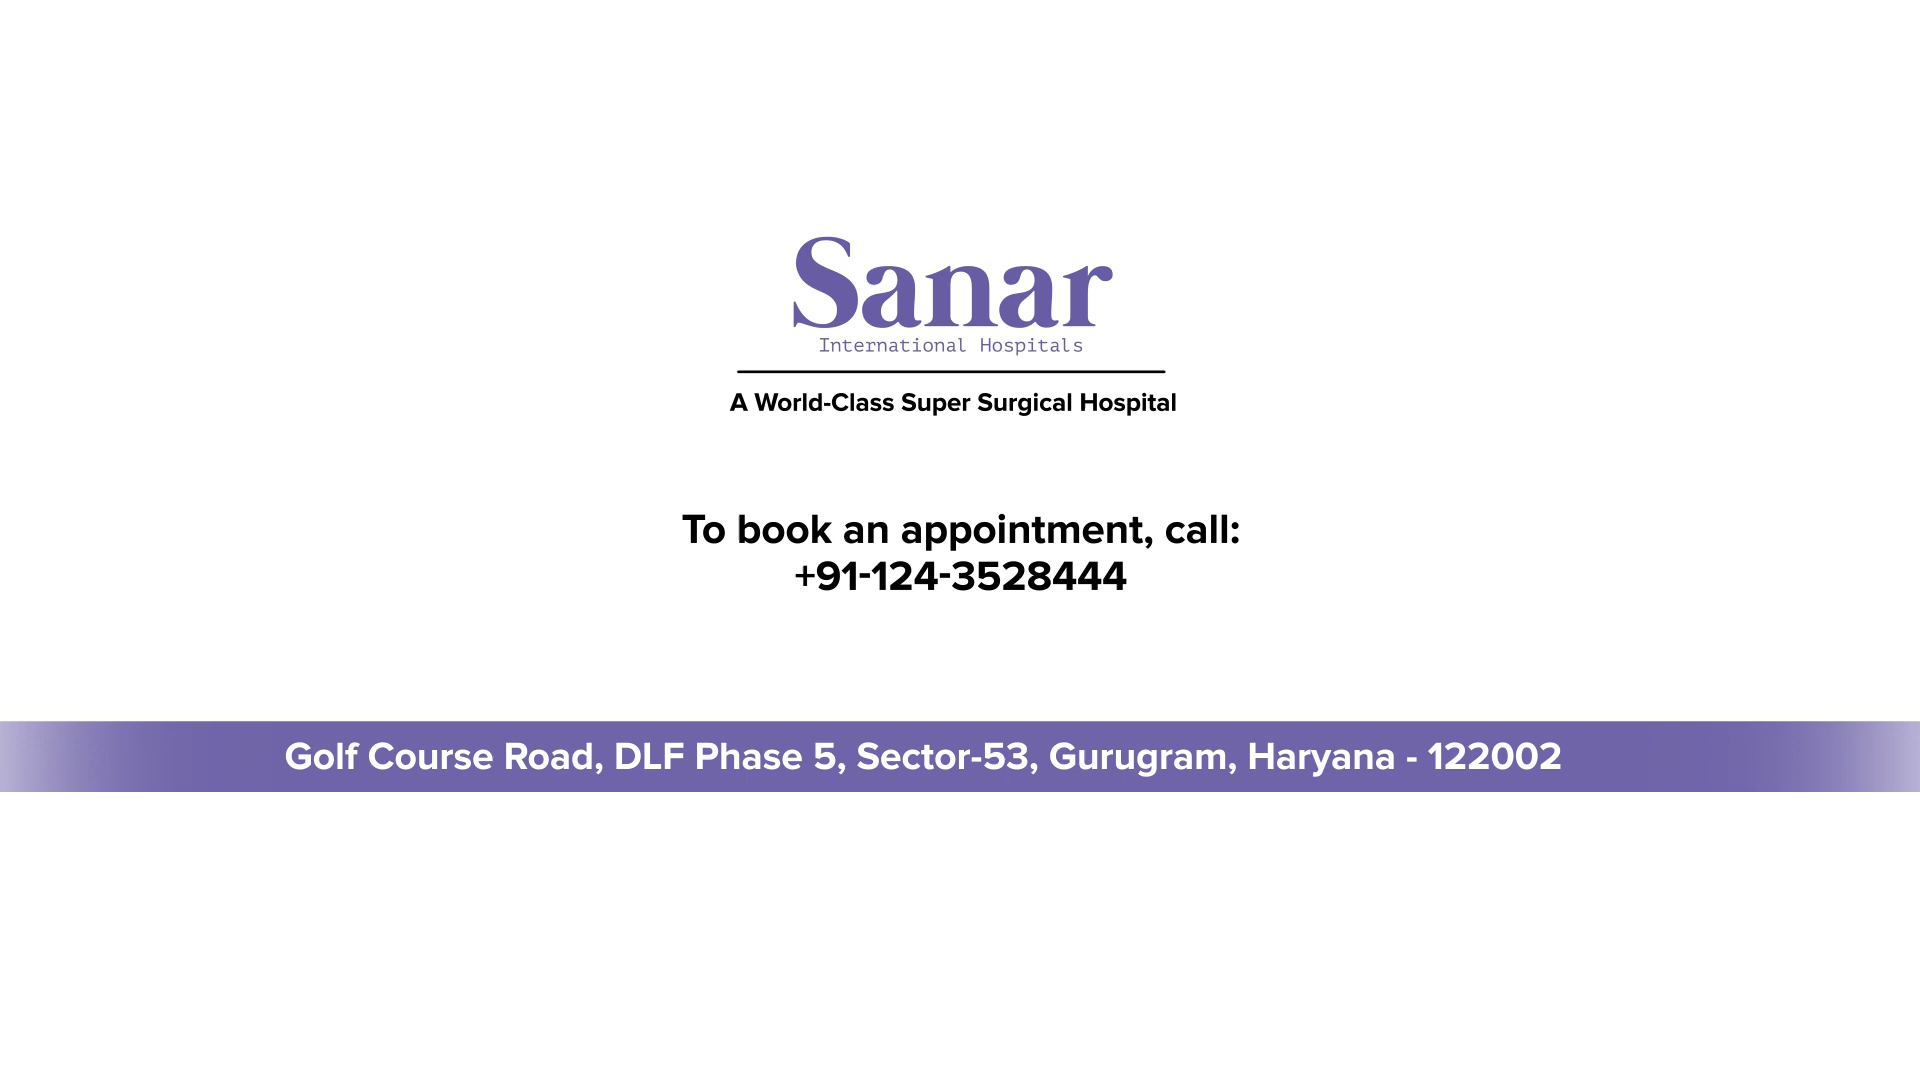 Sanar
International Hospitals
A World-Class Super Surgical Hospital
To book an appointment, call:
+91-124-3528444
Golf Course Road, DLF Phase 5, Sector-53, Gurugram, Haryana - 122002